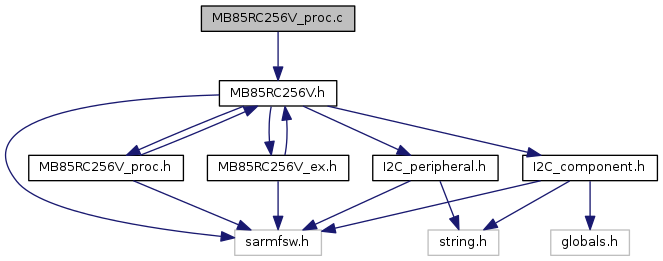 MB85RC256V_proc.c
MB85RC256V.h
MB85RC256V_proc.h
MB85RC256V_ex.h
I2C_peripheral.h
I2C_component.h
sarmfsw.h
string.h
globals.h